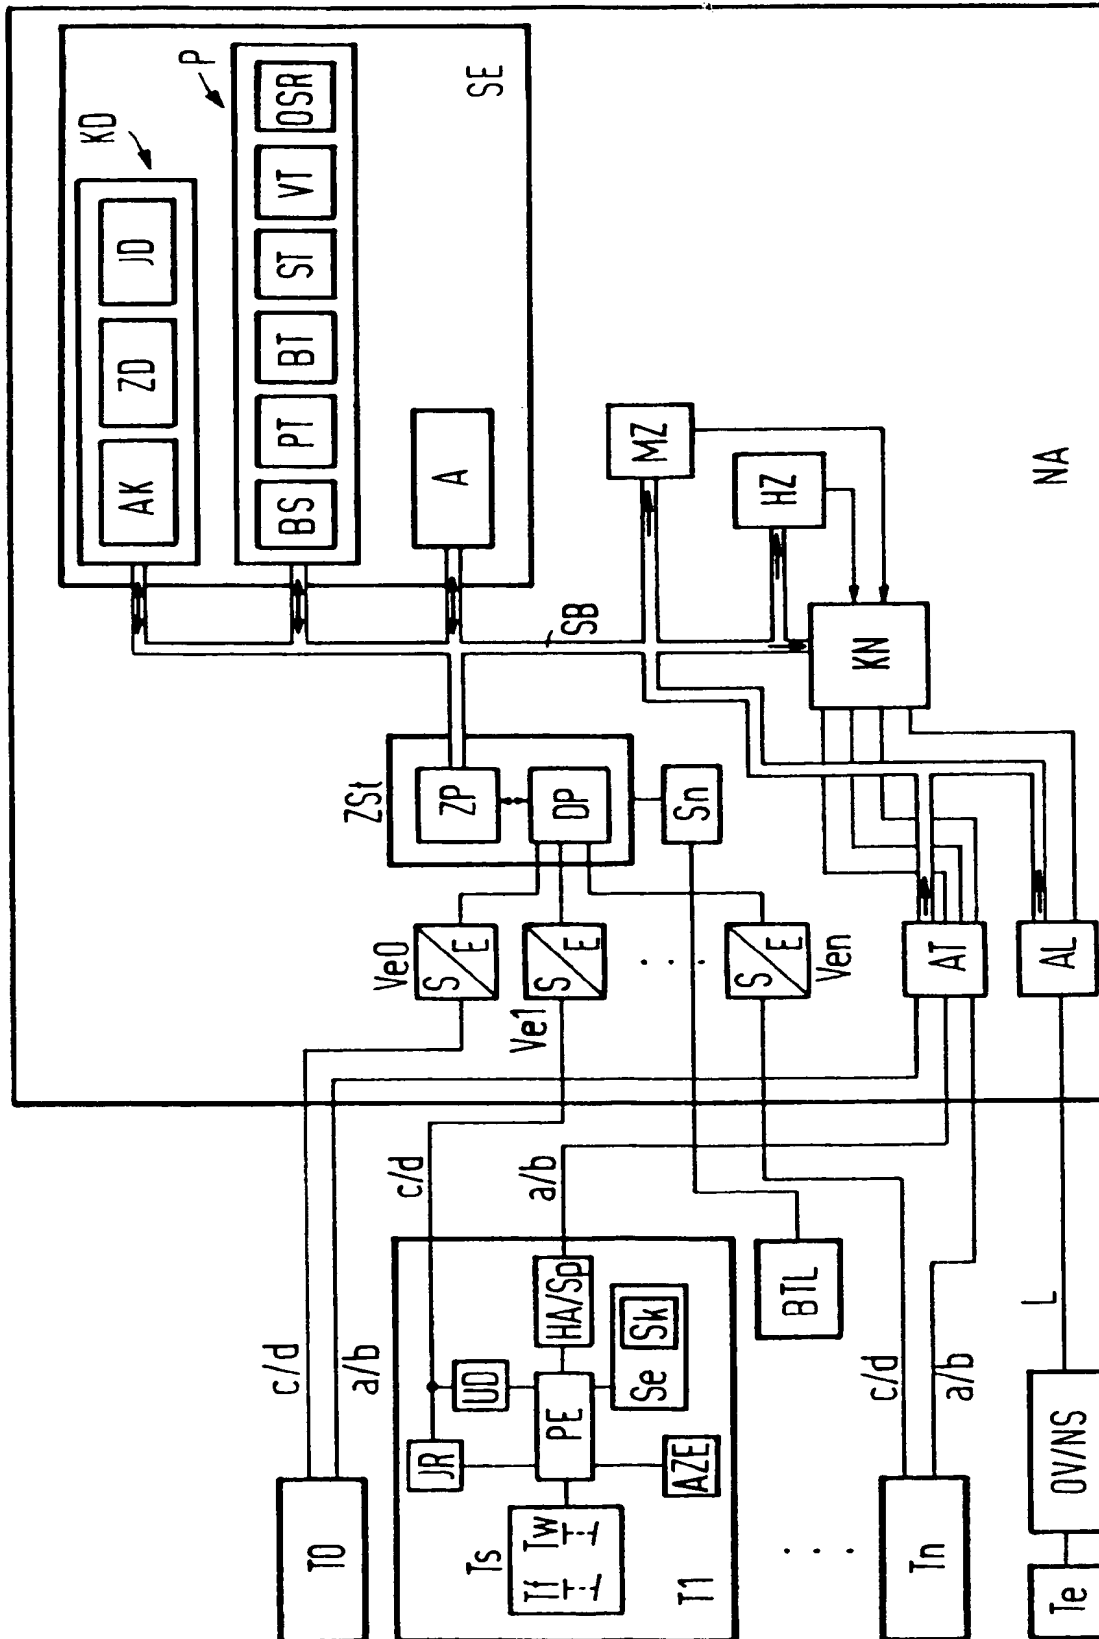 P
KD
OSR
VT
ST
BT
PT
BS
JD
ZD
AK
SE
A
MZ
HZ
NA
SB
KN
ZSt
ZP
DP
Sn
Ve0
S
E
Ve1
S
E
Ven
S
E
AT
AL
c/d
a/b
c/d
a/b
c/d
a/b
L
HA/Sp
UD
JR
PE
Sk
Se
AZE
BTL
Ts
Tf
Tw
T1
T0
Tn
OV/NS
Te